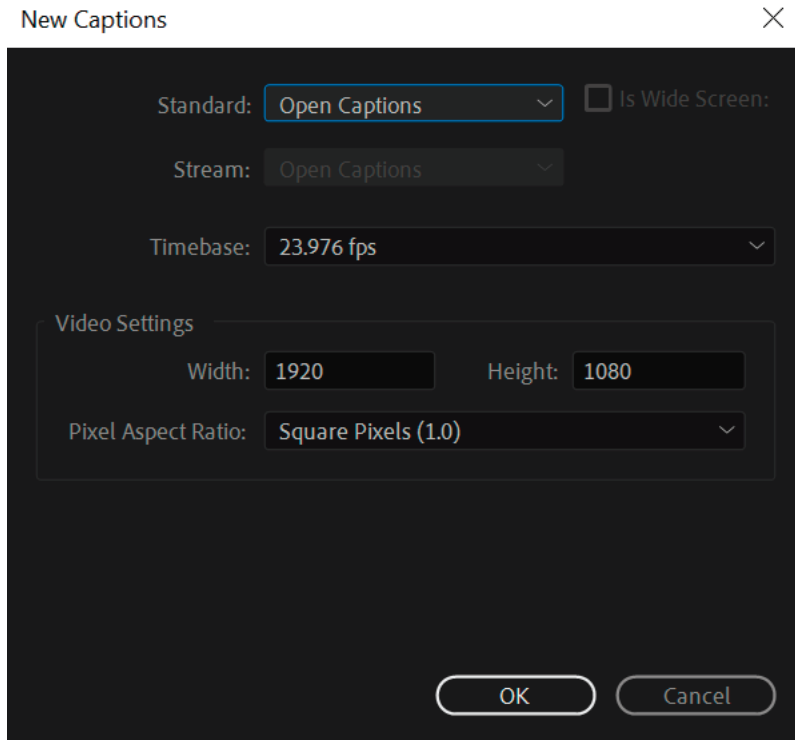 New Captions
Standard: Open Captions Is Wide Screen:
Stream: Open Captions
Timebase: 23.976 fps
Video Settings
Width: 1920 Height: 1080
Pixel Aspect Ratio: Square Pixels (1.0)
OK Cancel